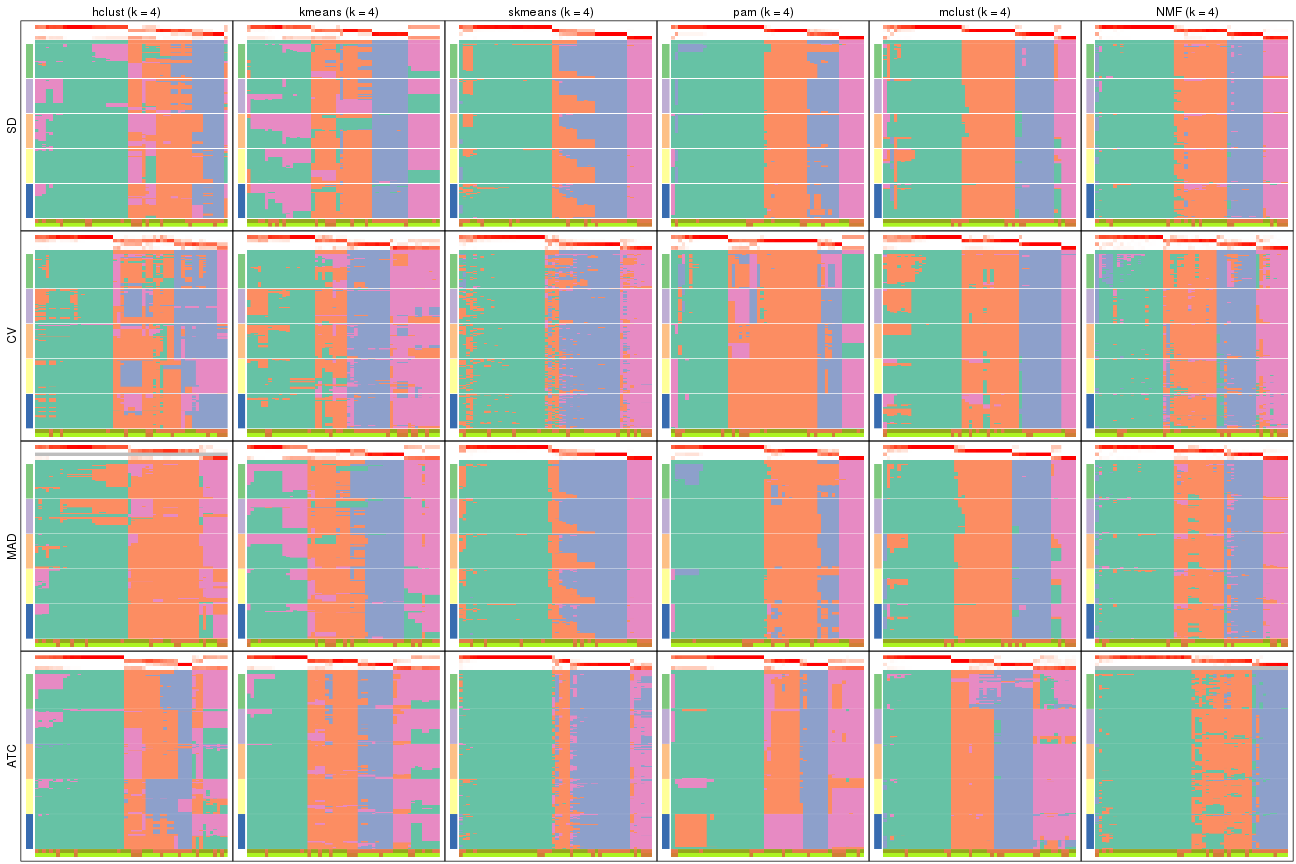 hclust (k = 4) kmeans (k = 4) skmeans (k = 4) pam (k = 4) mclust (k = 4) NMF (k = 4)
SD
CV
MAD
ATC